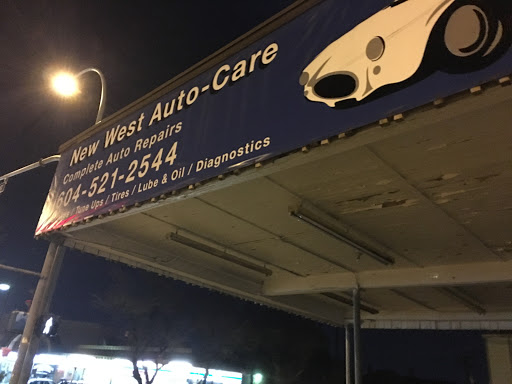 New West Auto-Care
Complete Auto Repairs
604-521-2544
/ Tune Ups / Tires / Lube & Oil / Diagnostics